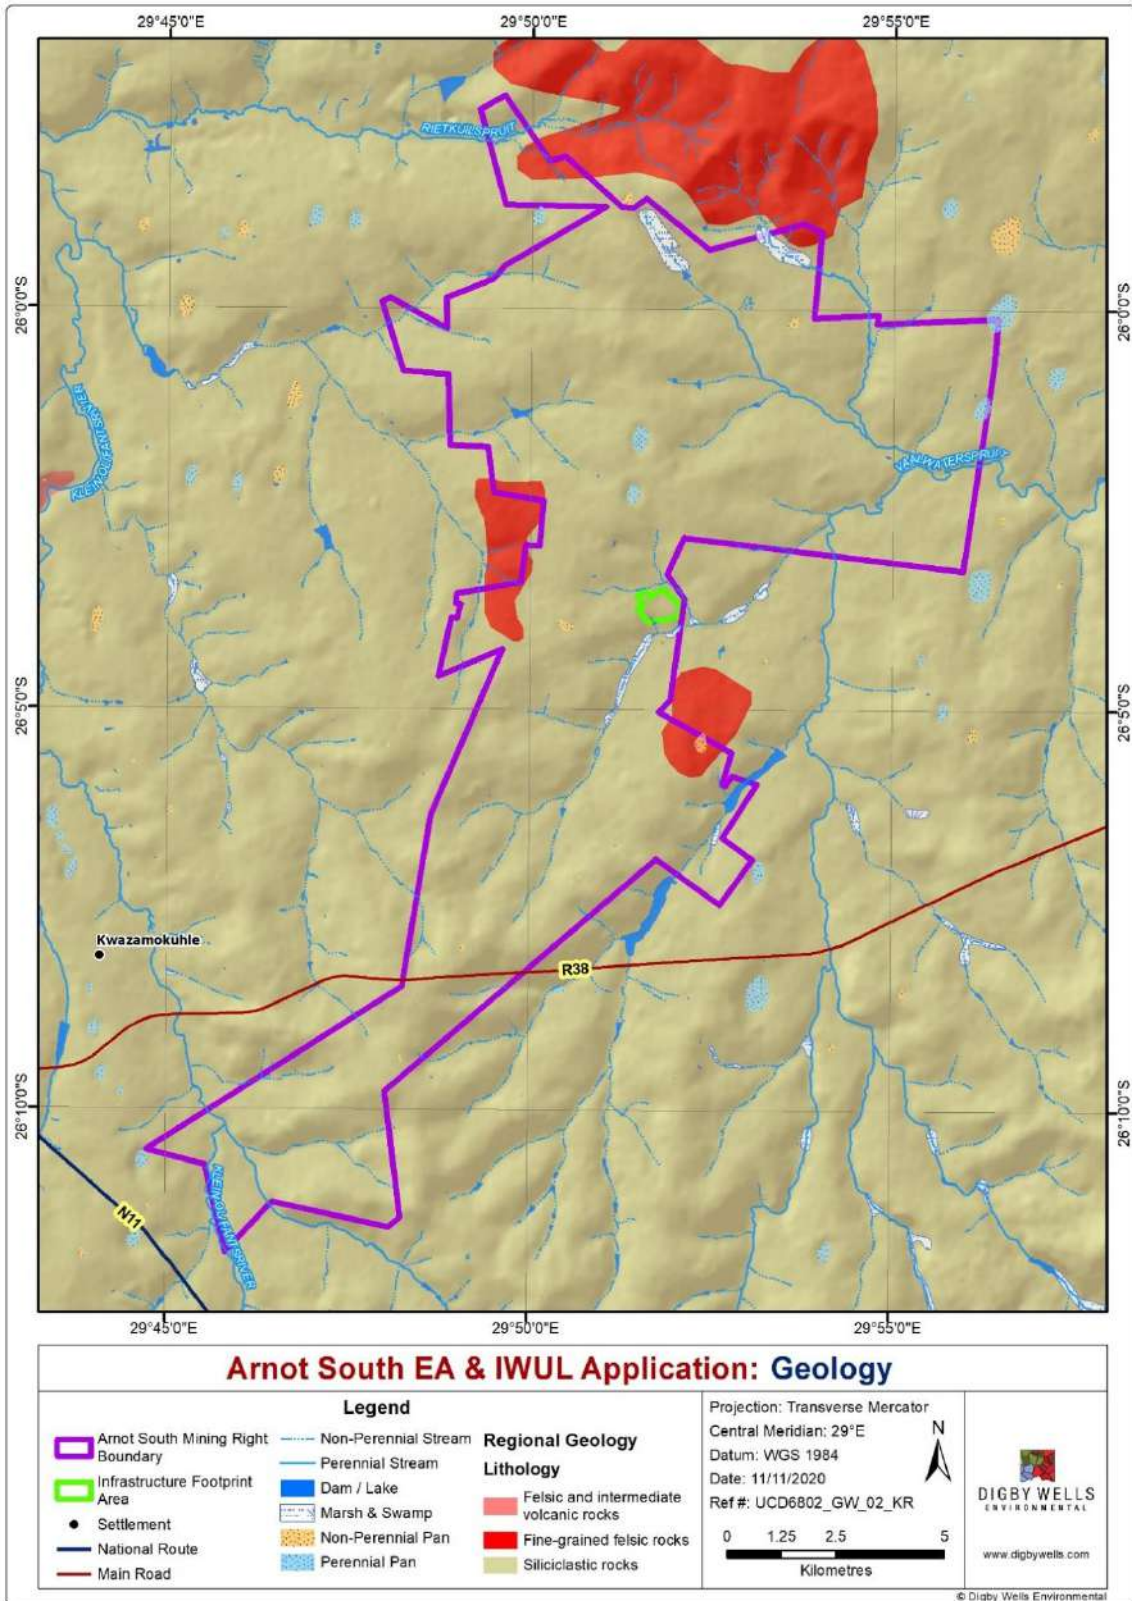 29°45'0"E
29°50'0"E
29°55'0"E
RIETKUILSPRUIT
26°0'0"S
26°0'0"S
KLEIN OLIFANTSRIVIER
VAALWATERSPRUIT
26°5'0"S
26°5'0"S
Kwazamokuhle
R38
26°10'0"S
26°10'0"S
KLEIN OLIFANTSRIVER
N11
29°45'0"E
29°50'0"E
29°55'0"E
Arnot South EA & IWUL Application: Geology
Legend
Arnot South Mining Right
Boundary
Infrastructure Footprint
Area
Settlement
National Route
Main Road
Non-Perennial Stream
Perennial Stream
Dam / Lake
Marsh & Swamp
Non-Perennial Pan
Perennial Pan
Regional Geology
Lithology
Felsic and intermediate
volcanic rocks
Fine-grained felsic rocks
Siliciclastic rocks
Projection: Transverse Mercator
Central Meridian: 29°E
Datum: WGS 1984
Date: 11/11/2020
Ref #: UCD6802_GW_02_KR
N
0 1.25 2.5 5
Kilometres
DIGBY WELLS
ENVIRONMENTAL
www.digbywells.com
© Digby Wells Environmental